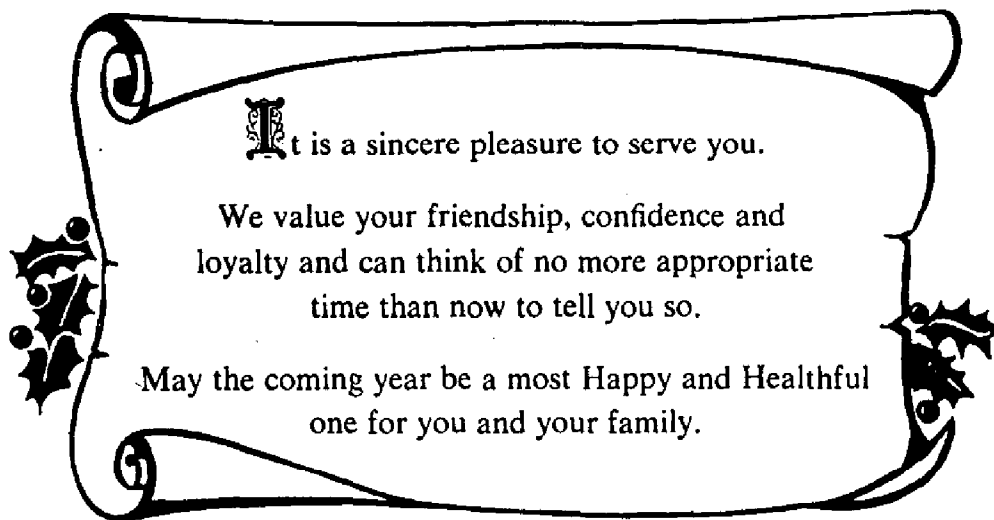 It is a sincere pleasure to serve you.
We value your friendship, confidence and
loyalty and can think of no more appropriate
time than now to tell you so.
May the coming year be a most Happy and Healthful
one for you and your family.